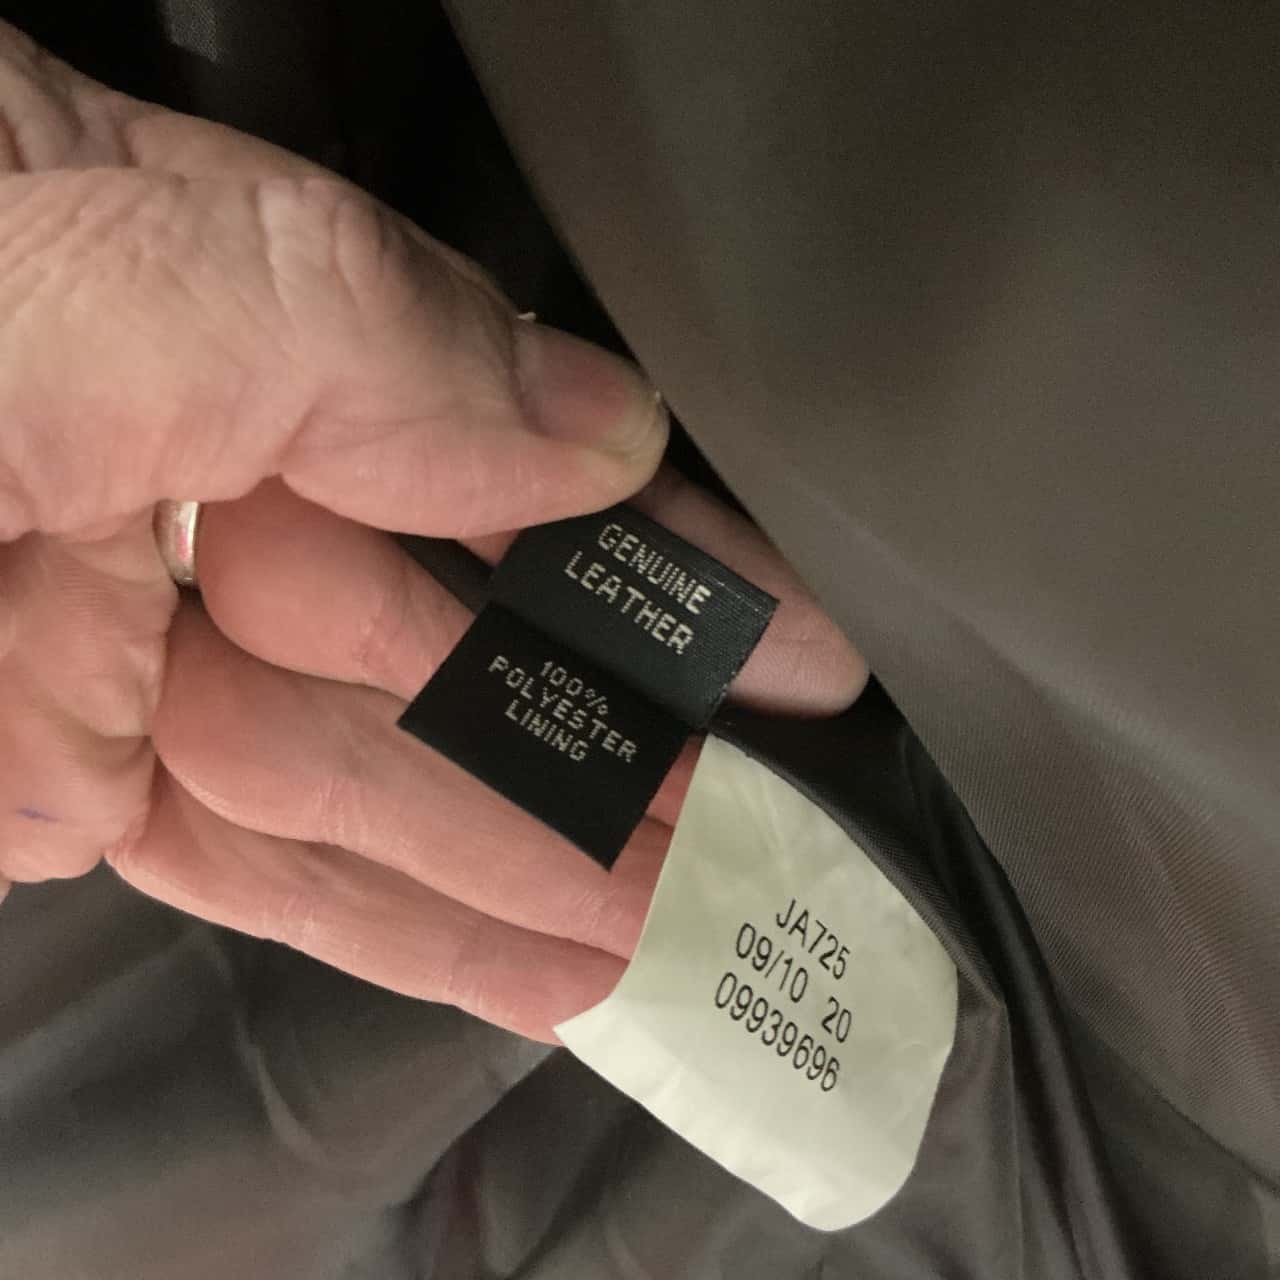 GENUINE
LEATHER
100%
POLYESTER
LINING
JA725
09/10 20
09939696